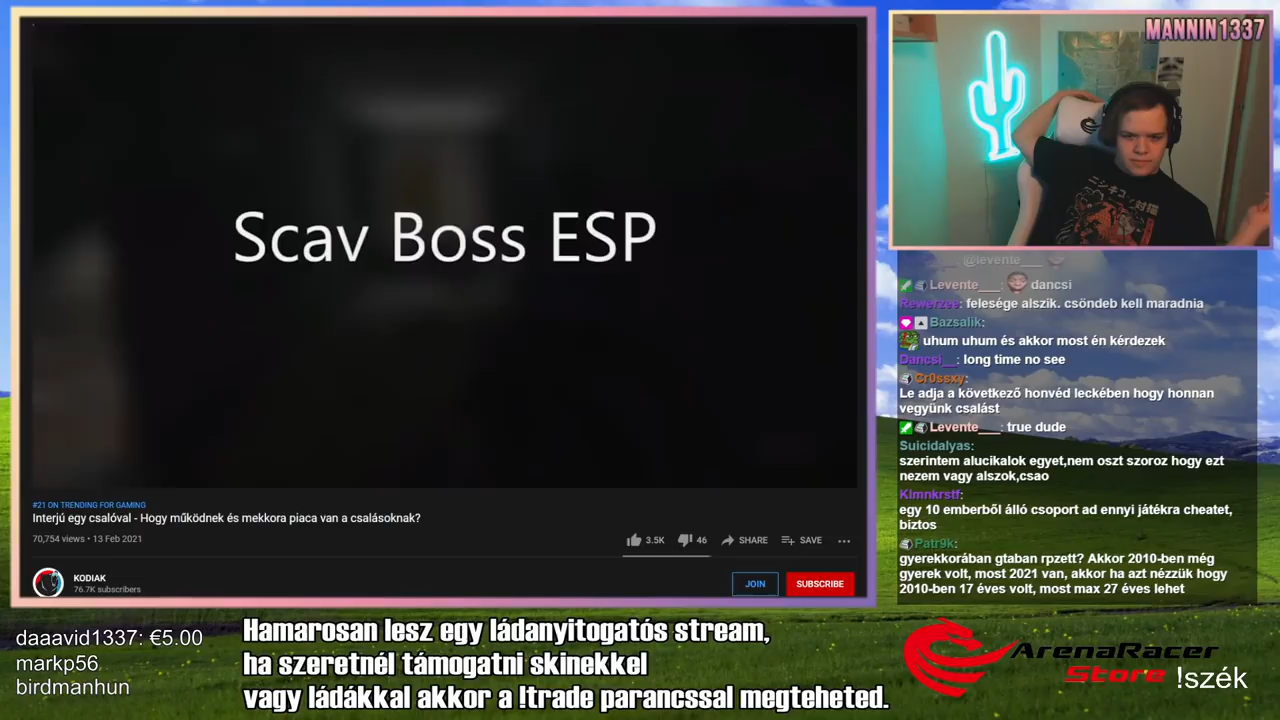 Scav Boss ESP
#21 ON TRENDING FOR GAMING
Interjú egy csalóval - Hogy működnek és mekkora piaca van a csalásoknak?
70,754 views • 13 Feb 2021
3.5K
46
SHARE
SAVE
KODIAK
76.7K subscribers
JOIN
SUBSCRIBE
MANNIN1337
@levente___
Levente___: dancsi
Rewerzee: felesége alszik. csöndeb kell maradnia
Bazsalik:
uhum uhum és akkor most én kérdezek
Dancsi__: long time no see
Cr0ssxy:
Le adja a következő honvéd leckében hogy honnan
vegyünk csalást
Levente___: true dude
Suicidalyas:
szerintem alucikalok egyet,nem oszt szoroz hogy ezt
nezem vagy alszok,csao
Klmnkrstf:
egy 10 emberből álló csoport ad ennyi játékra cheatet,
biztos
Patr9k:
gyerekkorában gtaban rpzett? Akkor 2010-ben még
gyerek volt, most 2021 van, akkor ha azt nézzük hogy
2010-ben 17 éves volt, most max 27 éves lehet
daaavid1337: €5.00
markp56
birdmanhun
Hamarosan lesz egy ládanyitogatós stream,
ha szeretnél támogatni skinekkel
vagy ládákkal akkor a !trade parancssal megteheted.
ArenaRacer
Store
!szék